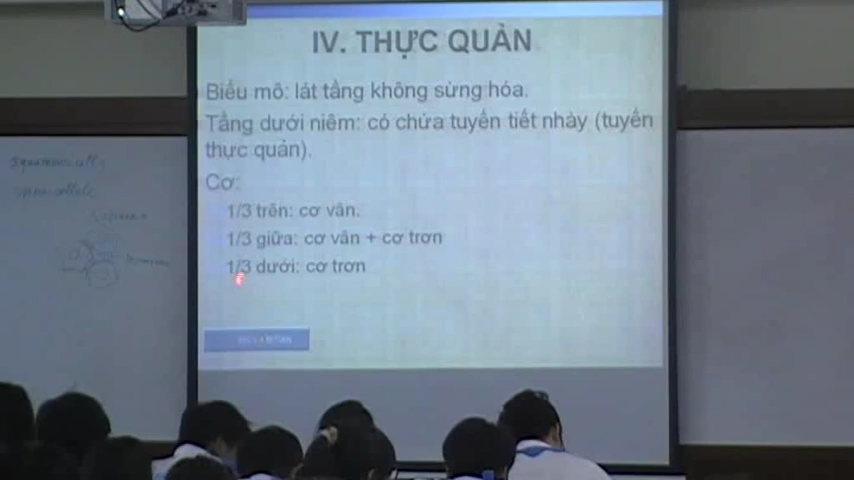 IV. THỰC QUẢN
Biểu mô: lát tầng không sừng hóa.
Tầng dưới niêm: có chứa tuyến tiết nhày (tuyến
thực quản).
Cơ:
1/3 trên: cơ vân.
1/3 giữa: cơ vân + cơ trơn
1/3 dưới: cơ trơn